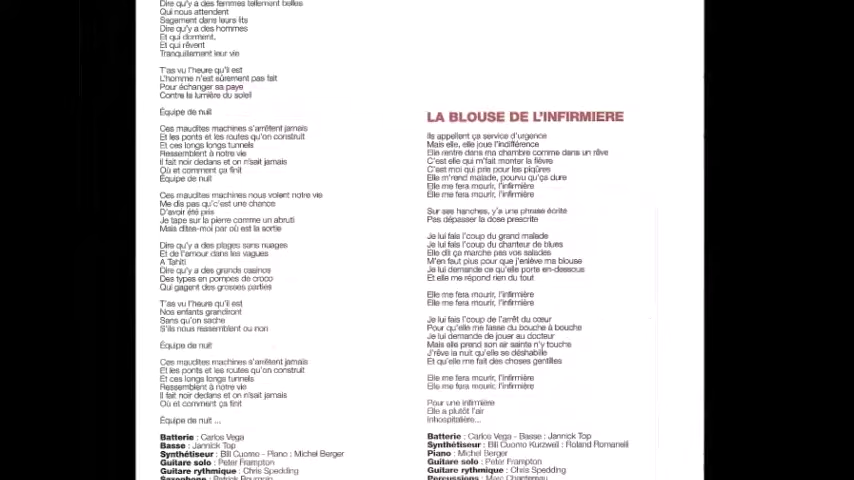 Dire qu'y a des femmes tellement belles
Qui nous attendent
Sagement dans leurs lits
Dire qu'y a des hommes
Et qui dorment,
Et qui rêvent
Tranquillement leur vie
T'as vu l'heure qu'il est
L'homme n'est sûrement pas fait
Pour échanger sa paye
Contre la lumière du soleil
Équipe de nuit
Ces maudites machines s'arrêtent jamais
Et les ponts et les routes qu'on construit
Et ces longs longs tunnels
Ressemblent à notre vie
Il fait noir dedans et on n'sait jamais
Où et comment ça finit
Équipe de nuit
Ces maudites machines nous volent notre vie
Me dis pas qu'c'est une chance
D'avoir été pris
Je tape sur la pierre comme un abruti
Mais dites-moi par où est la sortie
Dire qu'y a des plages sans nuages
Et de l'amour dans les vagues
A Tahiti
Dire qu'y a des grands casinos
Des types en pompes de croco
Qui gagent des grosses parties
T'as vu l'heure qu'il est
Nos enfants grandiront
Sans qu'on sache
S'ils nous ressemblent ou non
Équipe de nuit
Ces maudites machines s'arrêtent jamais
Et les ponts et les routes qu'on construit
Et ces longs longs tunnels
Ressemblent à notre vie
Il fait noir dedans et on n'sait jamais
Où et comment ça finit
Équipe de nuit ...
Batterie : Carlos Vega
Basse : Jannick Top
Synthétiseur : Bill Cuomo - Piano : Michel Berger
Guitare solo : Peter Frampton
Guitare rythmique : Chris Spedding
Saxophone : Patrick Bourgoin
LA BLOUSE DE L'INFIRMIERE
Ils appellent ça service d'urgence
Mais elle, elle joue l'indifférence
Elle rentre dans ma chambre comme dans un rêve
C'est elle qui m'fait monter la fièvre
C'est moi qui prie pour les piqûres
Elle m'rend malade, pourvu qu'ça dure
Elle me fera mourir, l'infirmière
Elle me fera mourir, l'infirmière
Sur ses hanches, y'a une phrase écrite
Pas dépasser la dose prescrite
Je lui fais l'coup du grand malade
Je lui fais l'coup du chanteur de blues
Elle dit ça marche pas vos salades
M'en faut plus pour que j'enlève ma blouse
Je lui demande ce qu'elle porte en-dessous
Et elle me répond rien du tout
Elle me fera mourir, l'infirmière
Elle me fera mourir, l'infirmière
Je lui fais l'coup de l'arrêt du cœur
Pour qu'elle me fasse du bouche à bouche
Je lui demande de jouer au docteur
Mais elle prend son air sainte n'y touche
J'rêve la nuit qu'elle se déshabille
Et qu'elle me fait des choses gentilles
Elle me fera mourir, l'infirmière
Elle me fera mourir, l'infirmière
Pour une infirmière
Elle a plutôt l'air
Inhospitalière...
Batterie : Carlos Vega - Basse : Jannick Top
Synthétiseur : Bill Cuomo Kurzweil : Roland Romanelli
Piano : Michel Berger
Guitare solo : Peter Frampton
Guitare rythmique : Chris Spedding
Percussions : Marc Chantereau